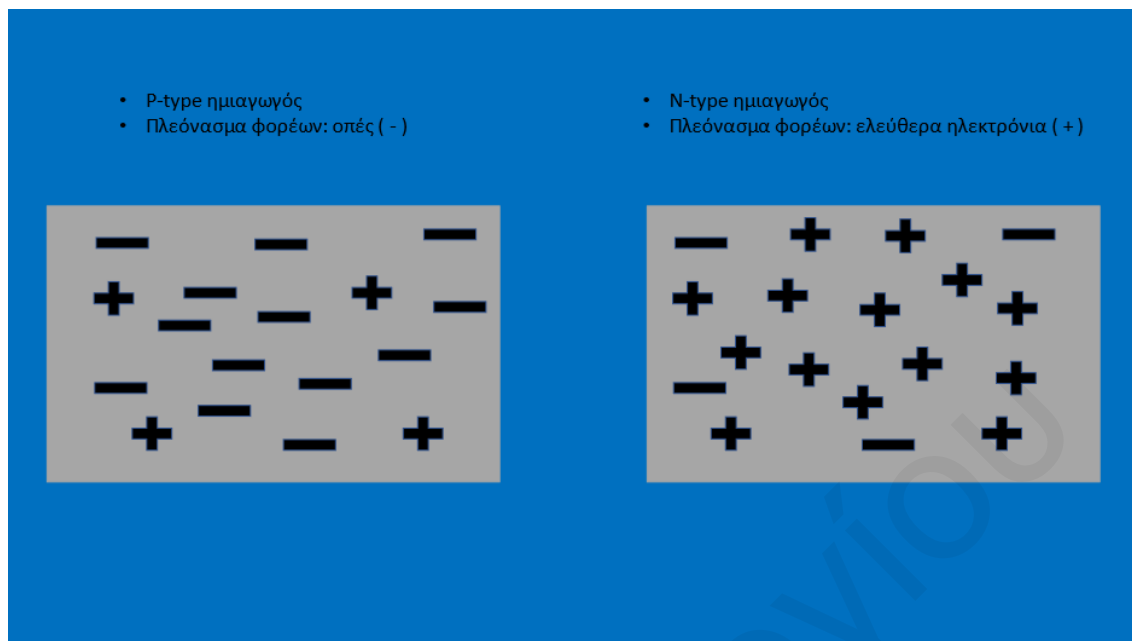 • P-type ημιαγωγός
• Πλεόνασμα φορέων: οπές ( - )
• N-type ημιαγωγός
• Πλεόνασμα φορέων: ελεύθερα ηλεκτρόνια ( + )